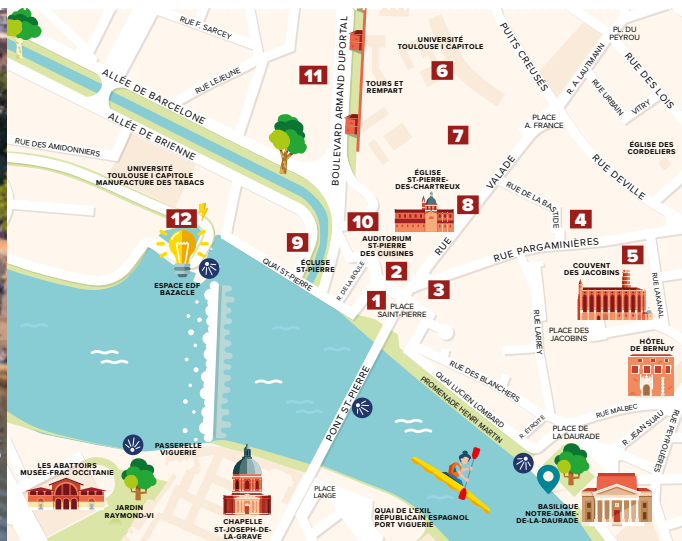 RUE F. SARCEY
ALLÉE DE BARCELONE
RUE LEJEUNE
11
BOULEVARD ARMAND DUPORTAL
TOURS ET
REMPART
UNIVERSITÉ
TOULOUSE I CAPITOLE
6
7
PUITS CREUSÉS
PL. DU
PEYROU
R. A. LAUTMANN
RUE DES LOIS
RUE URBAIN
VITRY
PLACE
A. FRANCE
ÉGLISE DES
CORDELIERS
RUE DEVILLE
ALLÉE DE BRIENNE
RUE DES AMIDONNIERS
UNIVERSITÉ
TOULOUSE I CAPITOLE
MANUFACTURE DES TABACS
12
ESPACE EDF
BAZACLE
9
ÉCLUSE
ST-PIERRE
QUAI ST-PIERRE
R. DE LA BOULE
10
AUDITORIUM
ST-PIERRE
DES CUISINES
ÉGLISE
ST-PIERRE-
DES-CHARTREUX
8
RUE VALADE
RUE DE LA BASTIDE
4
RUE PARGAMINIÈRES
2
1
3
PLACE
SAINT-PIERRE
COUVENT
DES JACOBINS
5
RUE LAKANAL
RUE LARREY
PLACE DES
JACOBINS
HÔTEL
DE BERNUY
RUE DES BLANCHERS
QUAI LUCIEN LOMBARD
PROMENADE HENRI MARTIN
PONT ST-PIERRE
R. ETROITE
RUE MALBEC
R. JEAN SUAU
RUE PEYROLIÈRES
PLACE DE
LA DAURADE
BASILIQUE
NOTRE-DAME-
DE-LA-DAURADE
PASSERELLE
VIGUERIE
LES ABATTOIRS
MUSÉE-FRAC OCCITANIE
JARDIN
RAYMOND-VI
CHAPELLE
ST-JOSEPH-DE-
LA-GRAVE
PLACE
LANGE
QUAI DE L'EXIL
RÉPUBLICAIN ESPAGNOL
PORT VIGUERIE